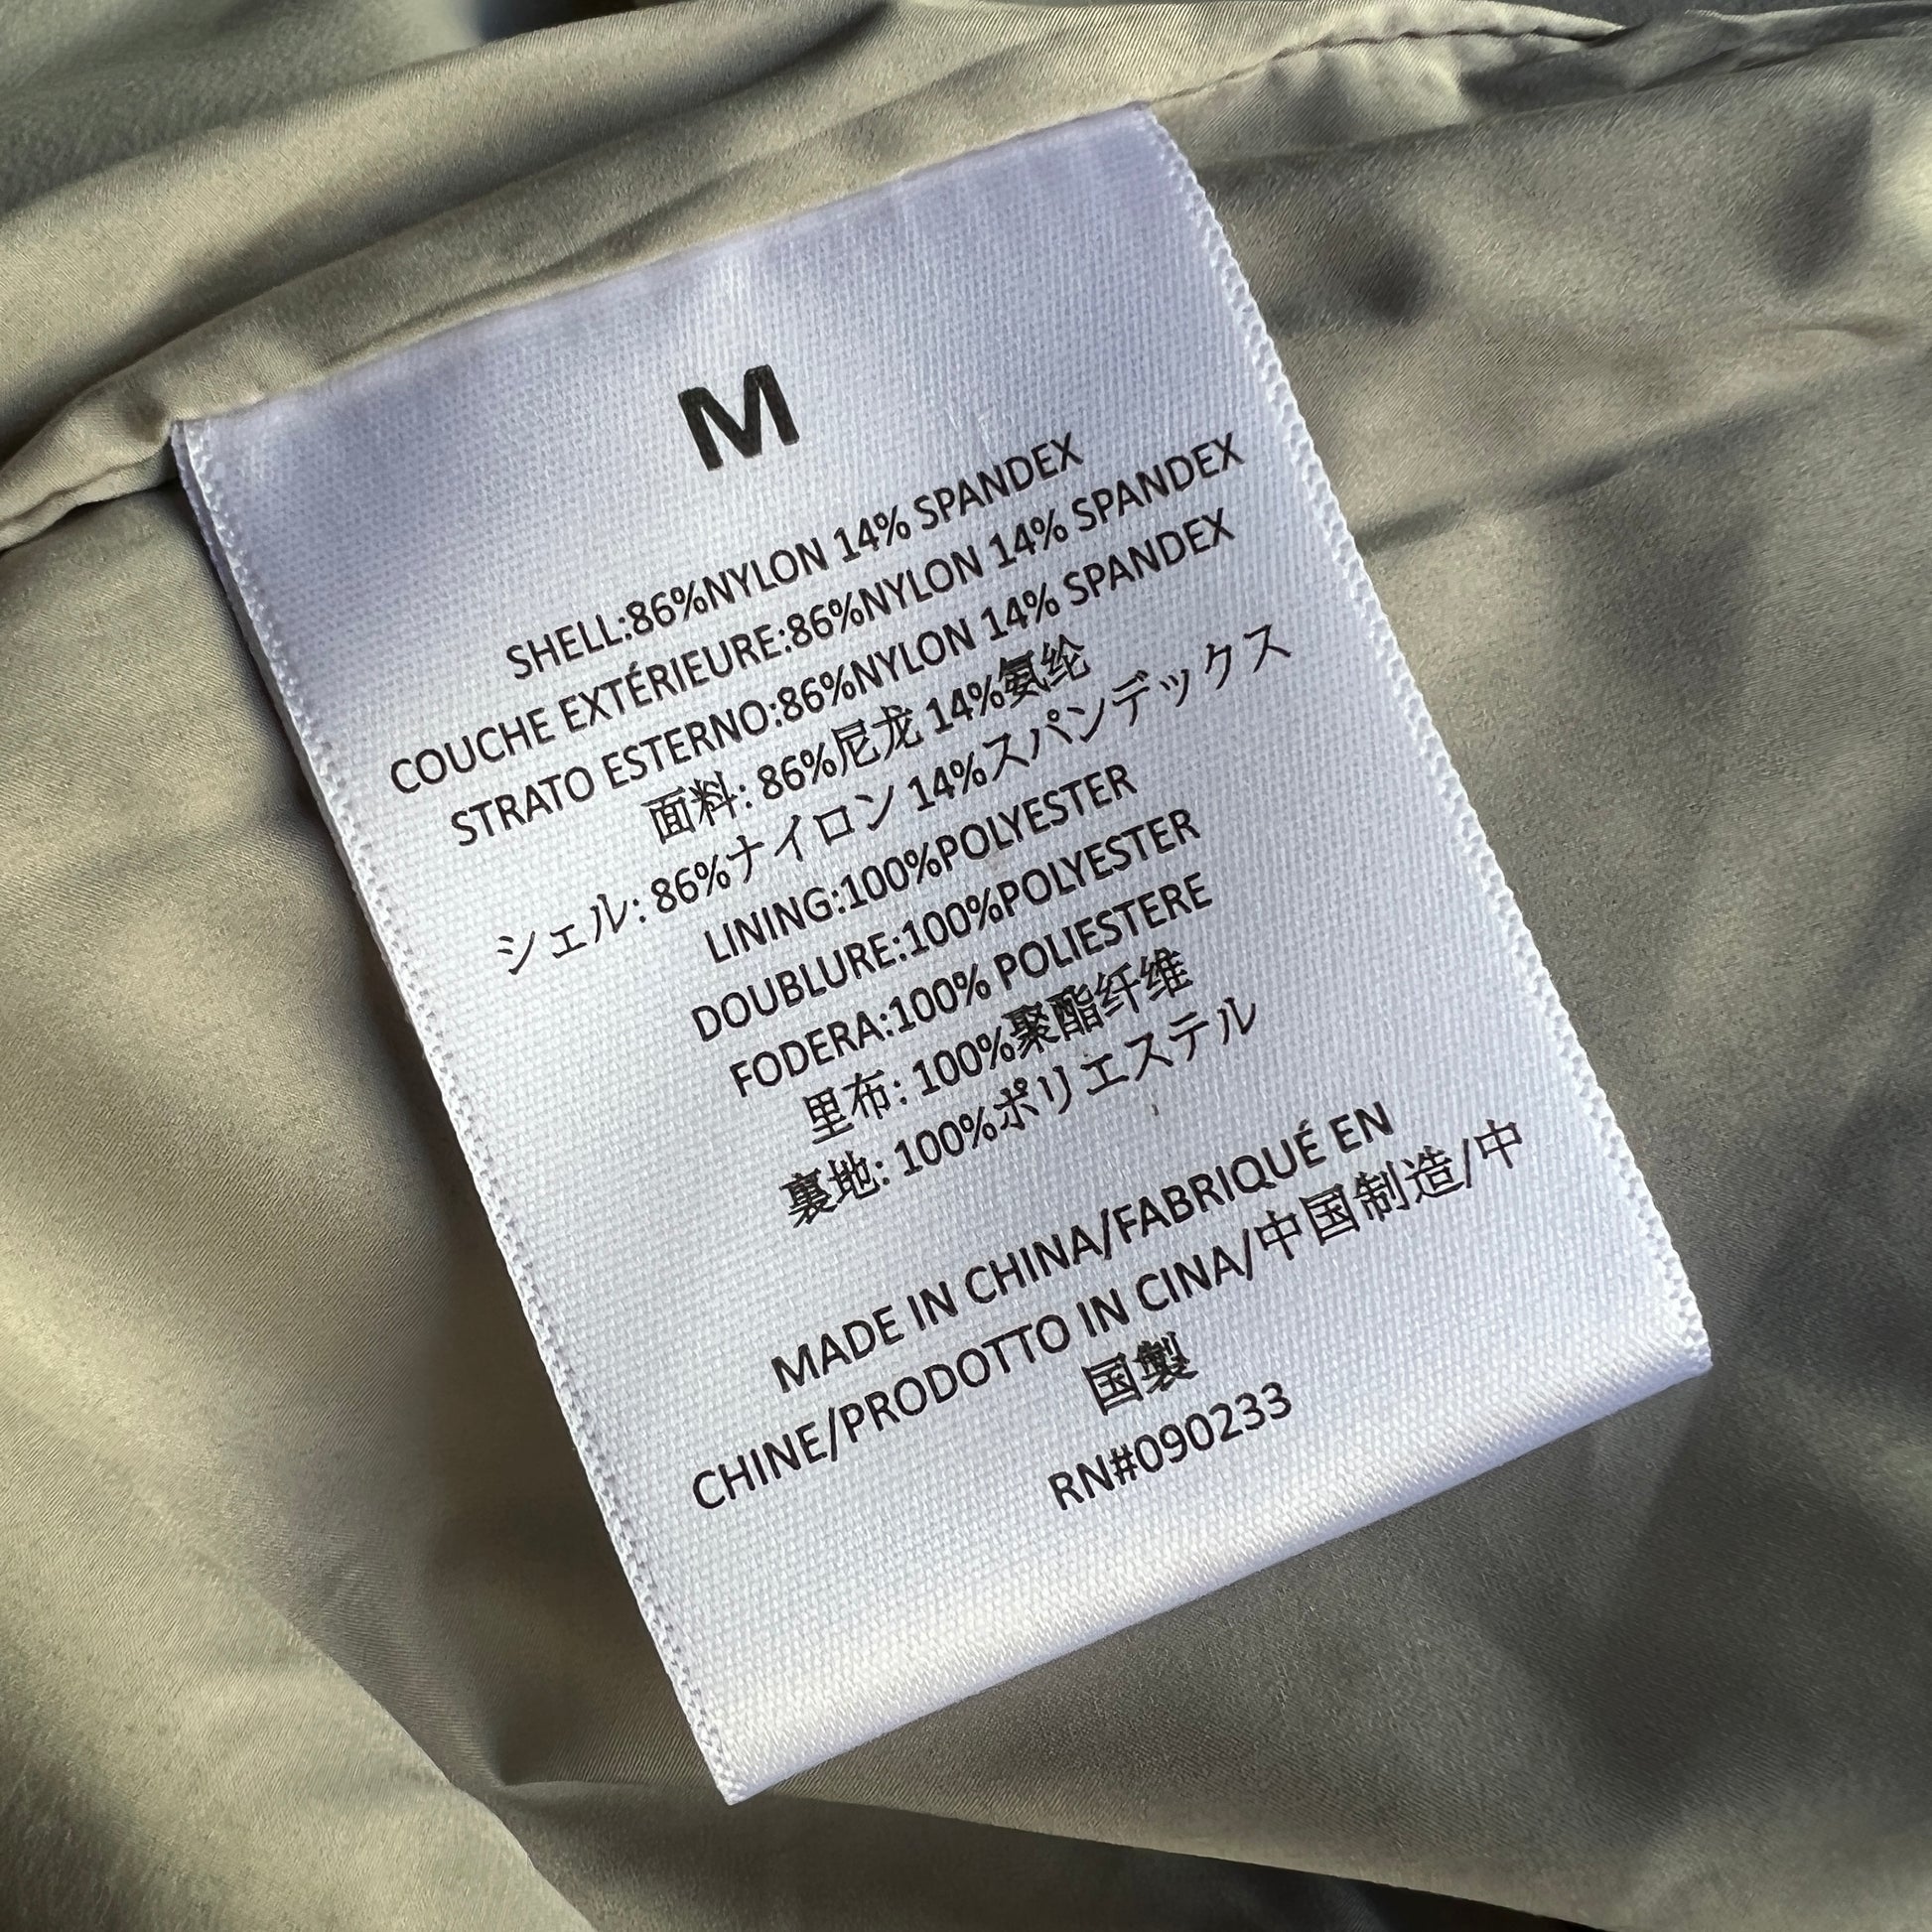 M
SHELL:86%NYLON 14% SPANDEX
COUCHE EXTÉRIEURE:86%NYLON 14% SPANDEX
STRATO ESTERNO:86%NYLON 14% SPANDEX
面料: 86%尼龙 14%氨纶
シェル: 86%ナイロン 14%スパンデックス
LINING:100%POLYESTER
DOUBLURE:100%POLYESTER
FODERA:100% POLIESTERE
里布: 100%聚酯纤维
裏地: 100%ポリエステル
MADE IN CHINA/FABRIQUÉ EN
CHINE/PRODOTTO IN CINA/中国制造/中
国製
RN#090233